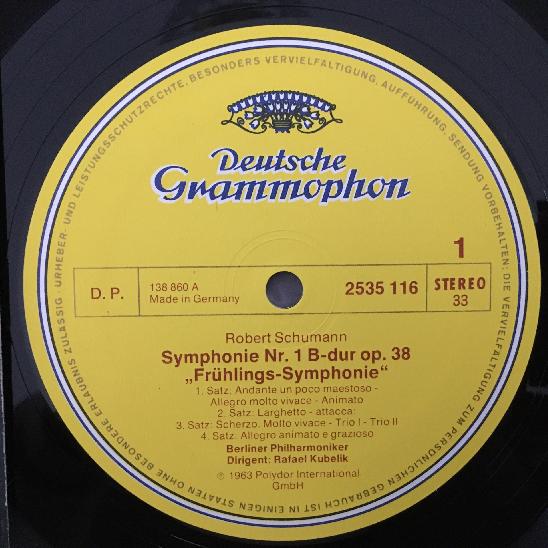 URHEBER- UND LEISTUNGSSCHUTZRECHTE, BESONDERS VERVIELFÄLTIGUNG, AUFFÜHRUNG, SENDUNG VORBEHALTEN; DIE VERVIELFÄLTIGUNG ZUM PERSÖNLICHEN GEBRAUCH IST IN EINIGEN STAATEN OHNE BESONDERE ERLAUBNIS ZULÄSSIG -
Deutsche
Grammophon
1
D. P.
138 860 A
Made in Germany
2535 116
STEREO
33
Robert Schumann
Symphonie Nr. 1 B-dur op. 38
„Frühlings-Symphonie“
1. Satz: Andante un poco maestoso -
Allegro molto vivace - Animato
2. Satz: Larghetto - attacca:
3. Satz: Scherzo. Molto vivace - Trio I - Trio II
4. Satz: Allegro animato e grazioso
Berliner Philharmoniker
Dirigent: Rafael Kubelik
℗ 1963 Polydor International
GmbH